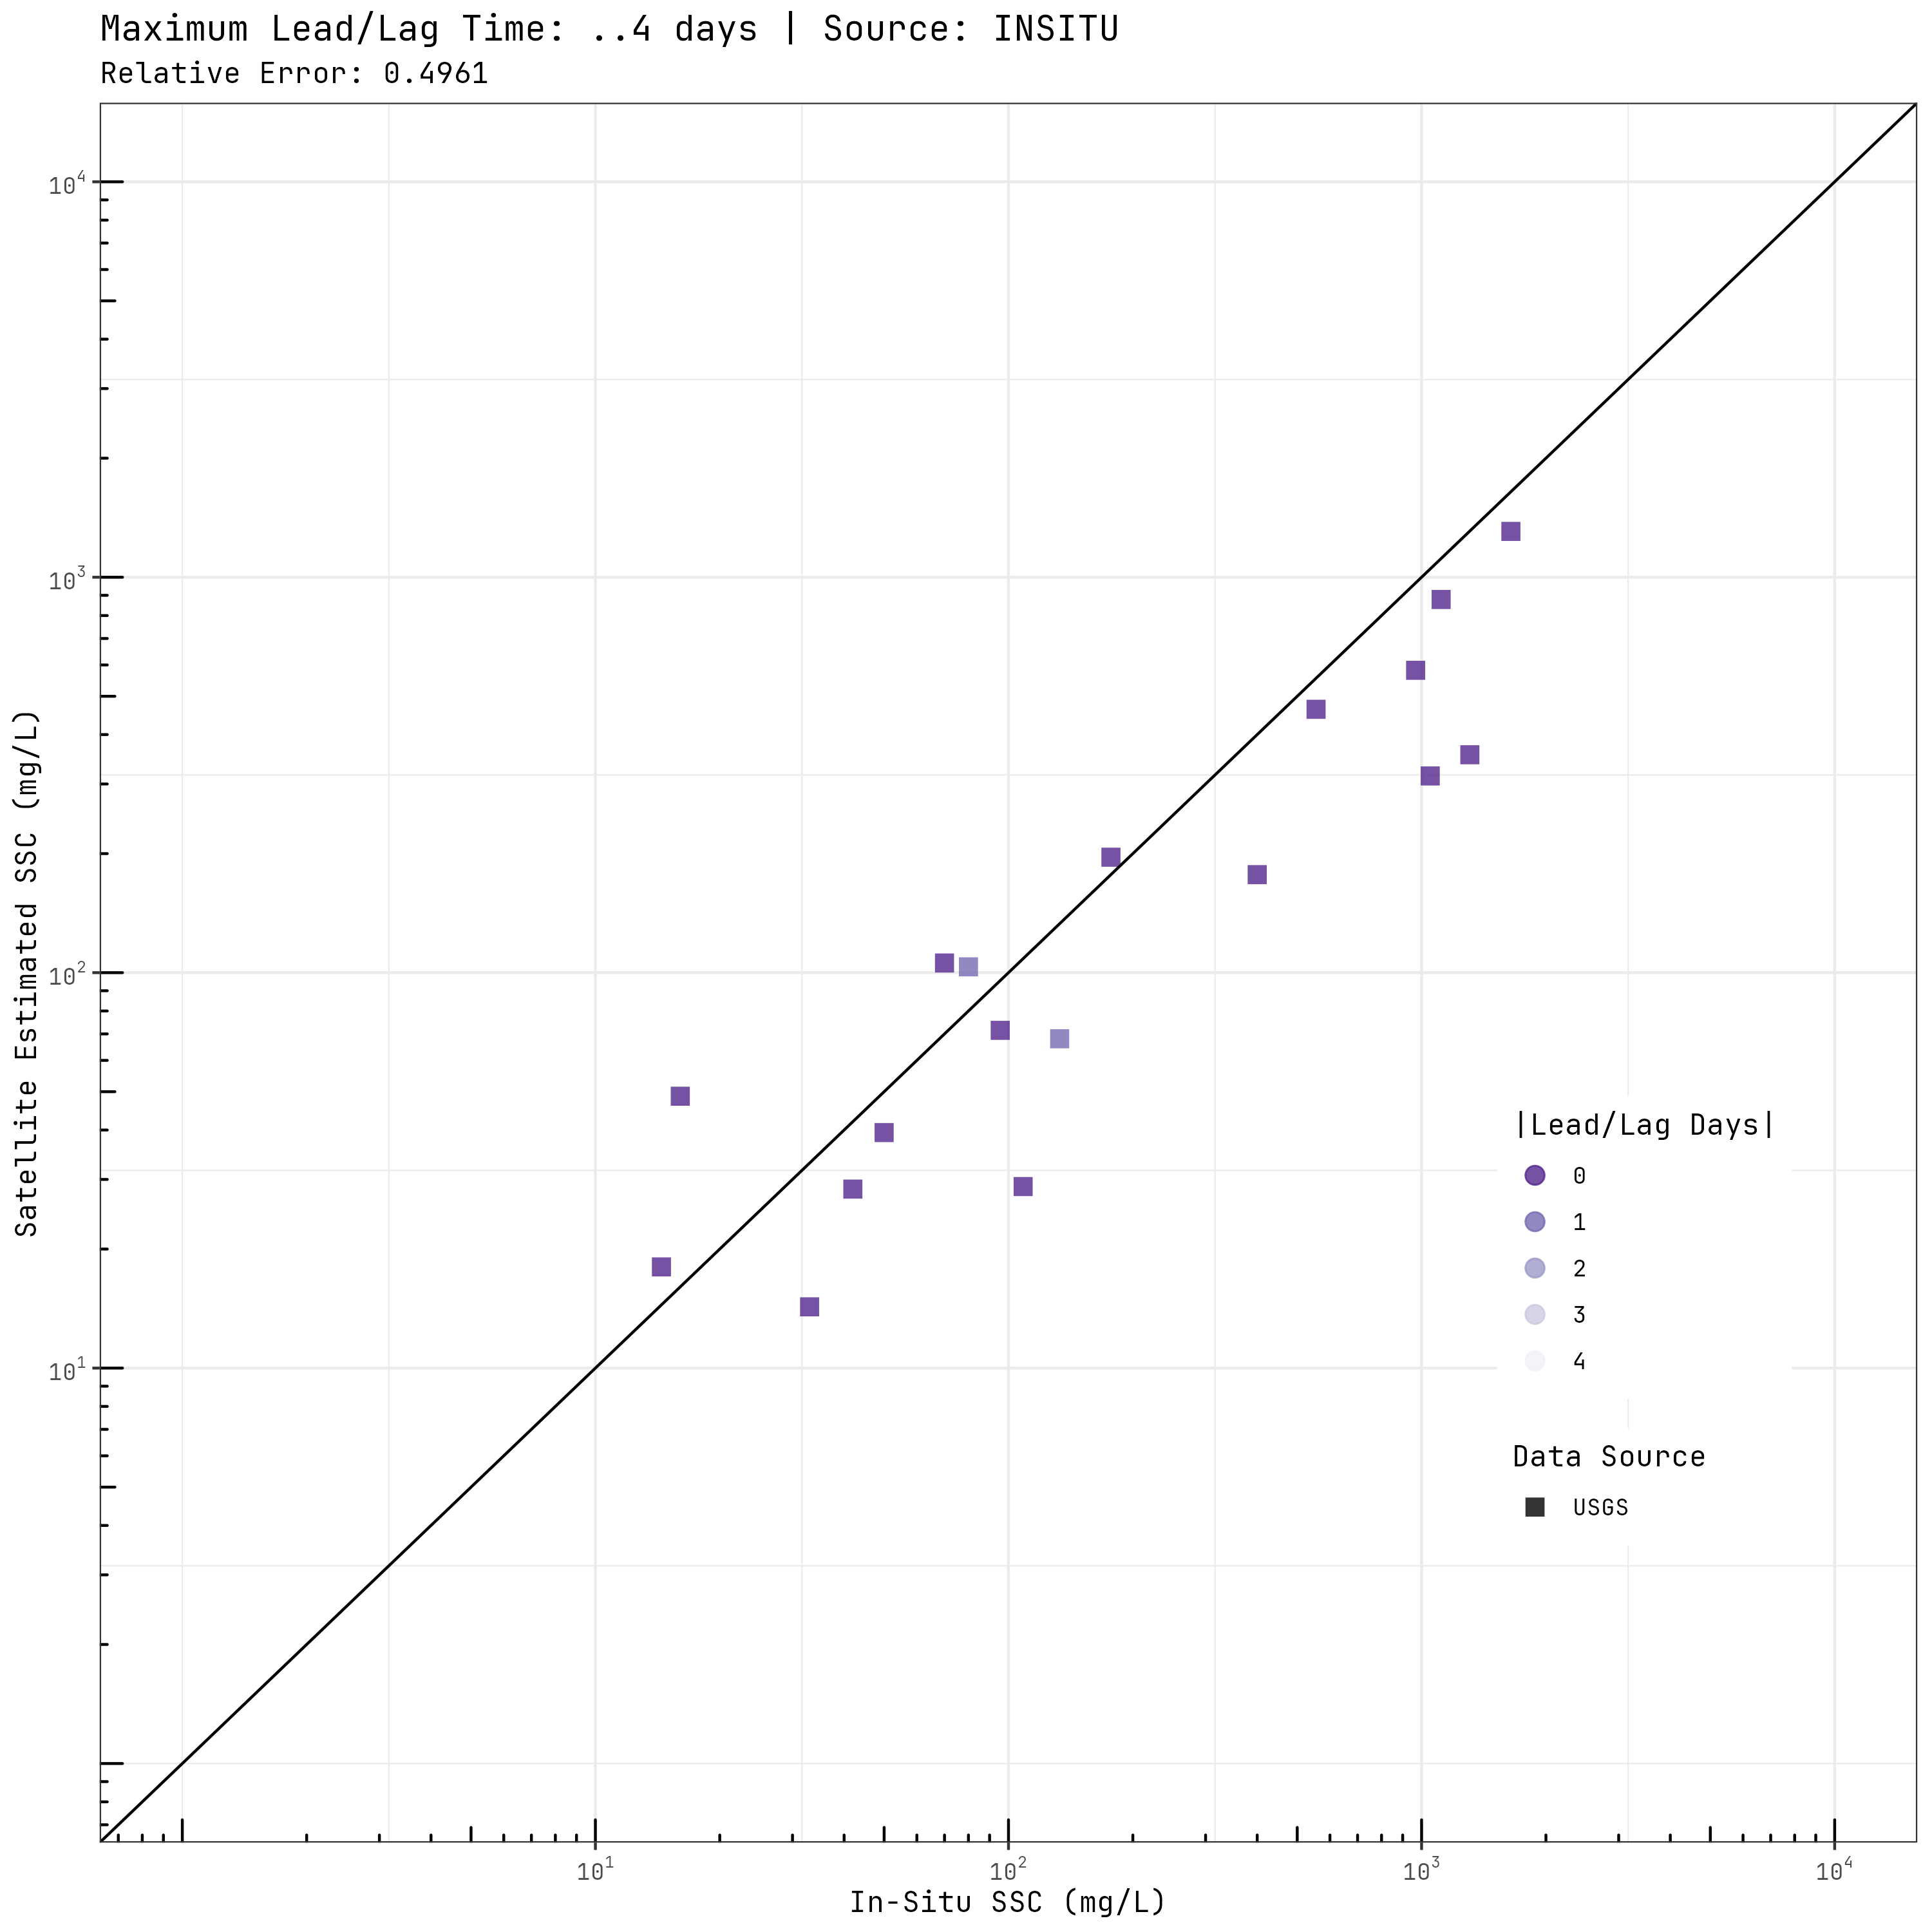 Maximum Lead/Lag Time: ..4 days | Source: INSITU
Relative Error: 0.4961
Satellite Estimated SSC (mg/L)
10⁴
10³
10²
10¹
|Lead/Lag Days|
0
1
2
3
4
Data Source
USGS
10¹ 10² 10³ 10⁴
In-Situ SSC (mg/L)